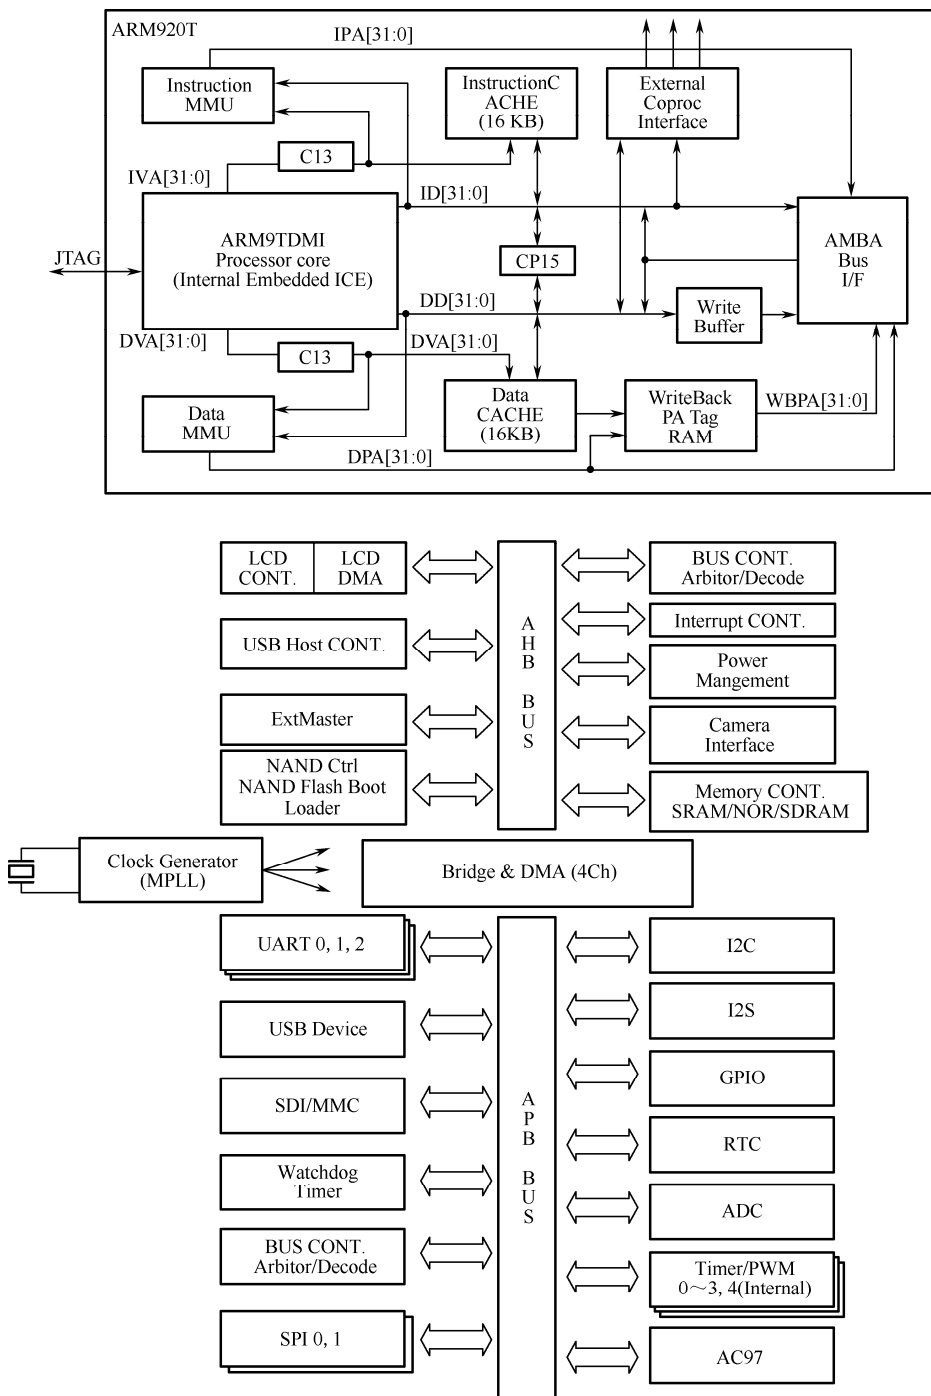 ARM920T
IPA[31:0]
Instruction
MMU
InstructionC
ACHE
(16 KB)
External
Coproc
Interface
C13
IVA[31:0]
ID[31:0]
ARM9TDMI
Processor core
(Internal Embedded ICE)
JTAG
CP15
AMBA
Bus
I/F
DD[31:0]
Write
Buffer
DVA[31:0]
C13
DVA[31:0]
Data
MMU
Data
CACHE
(16KB)
WriteBack
PA Tag
RAM
WBPA[31:0]
DPA[31:0]
LCD
CONT.
LCD
DMA
BUS CONT.
Arbitor/Decode
USB Host CONT.
Interrupt CONT.
Power
Mangement
ExtMaster
Camera
Interface
NAND Ctrl
NAND Flash Boot
Loader
Memory CONT.
SRAM/NOR/SDRAM
AHB BUS
Clock Generator
(MPLL)
Bridge & DMA (4Ch)
UART 0, 1, 2
I2C
USB Device
I2S
SDI/MMC
GPIO
APB BUS
RTC
Watchdog
Timer
ADC
BUS CONT.
Arbitor/Decode
Timer/PWM
0～3, 4(Internal)
SPI 0, 1
AC97